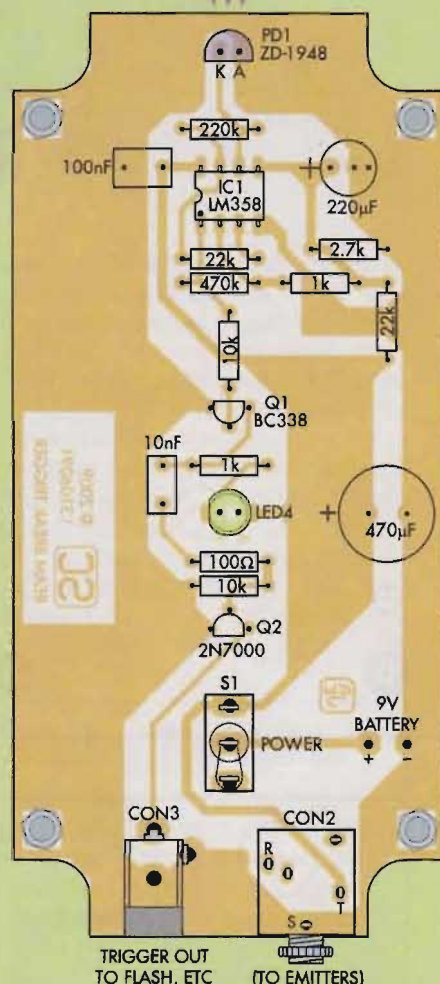 PD1
ZD-1948
K A
220k
100nF
+
IC1
LM358
220µF
2.7k
22k
470k
1k
22k
10k
Q1
BC338
10nF
1k
LED4
+
470µF
100Ω
10k
Q2
2N7000
S1
POWER
9V
BATTERY
+ -
CON3
CON2
R
T
S
TRIGGER OUT
TO FLASH, ETC
(TO EMITTERS)